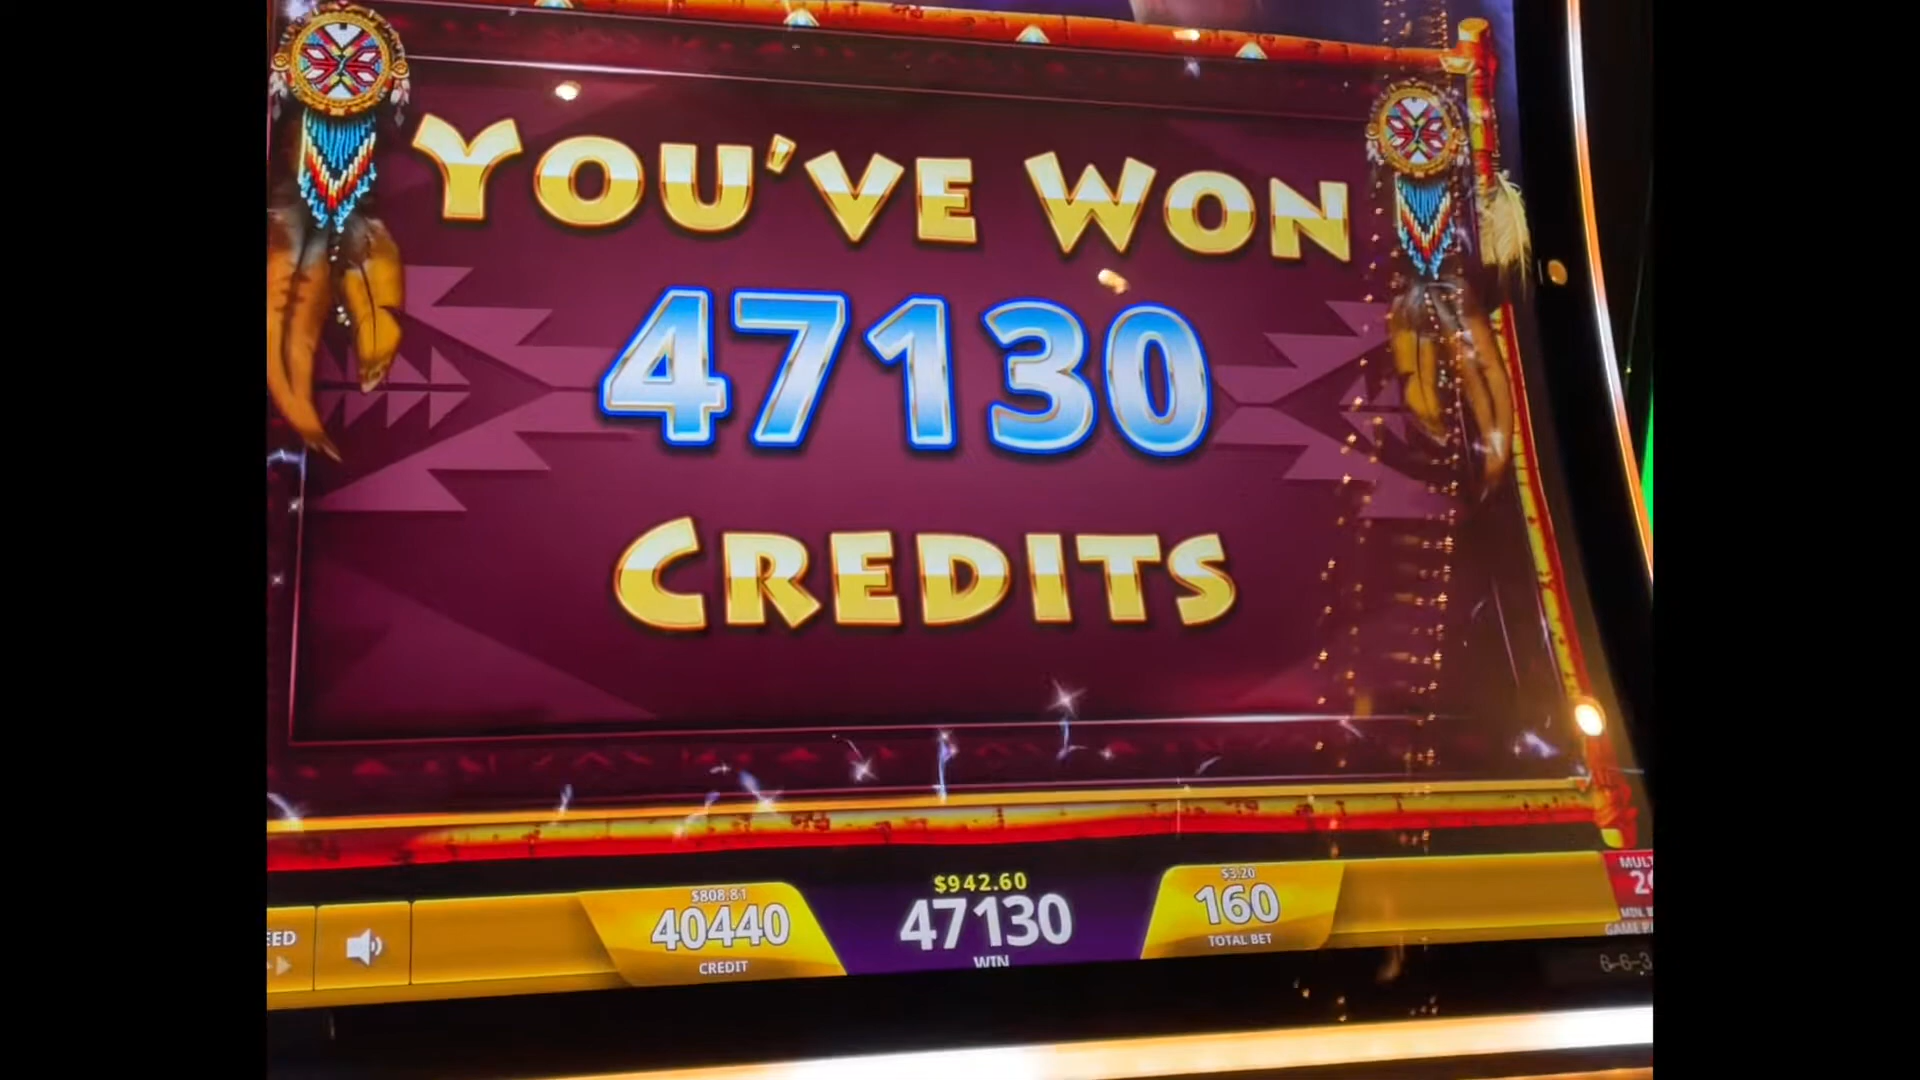 YOU'VE WON
47130
CREDITS
$808.81
40440
CREDIT
$942.60
47130
WIN
$3.20
160
TOTAL BET